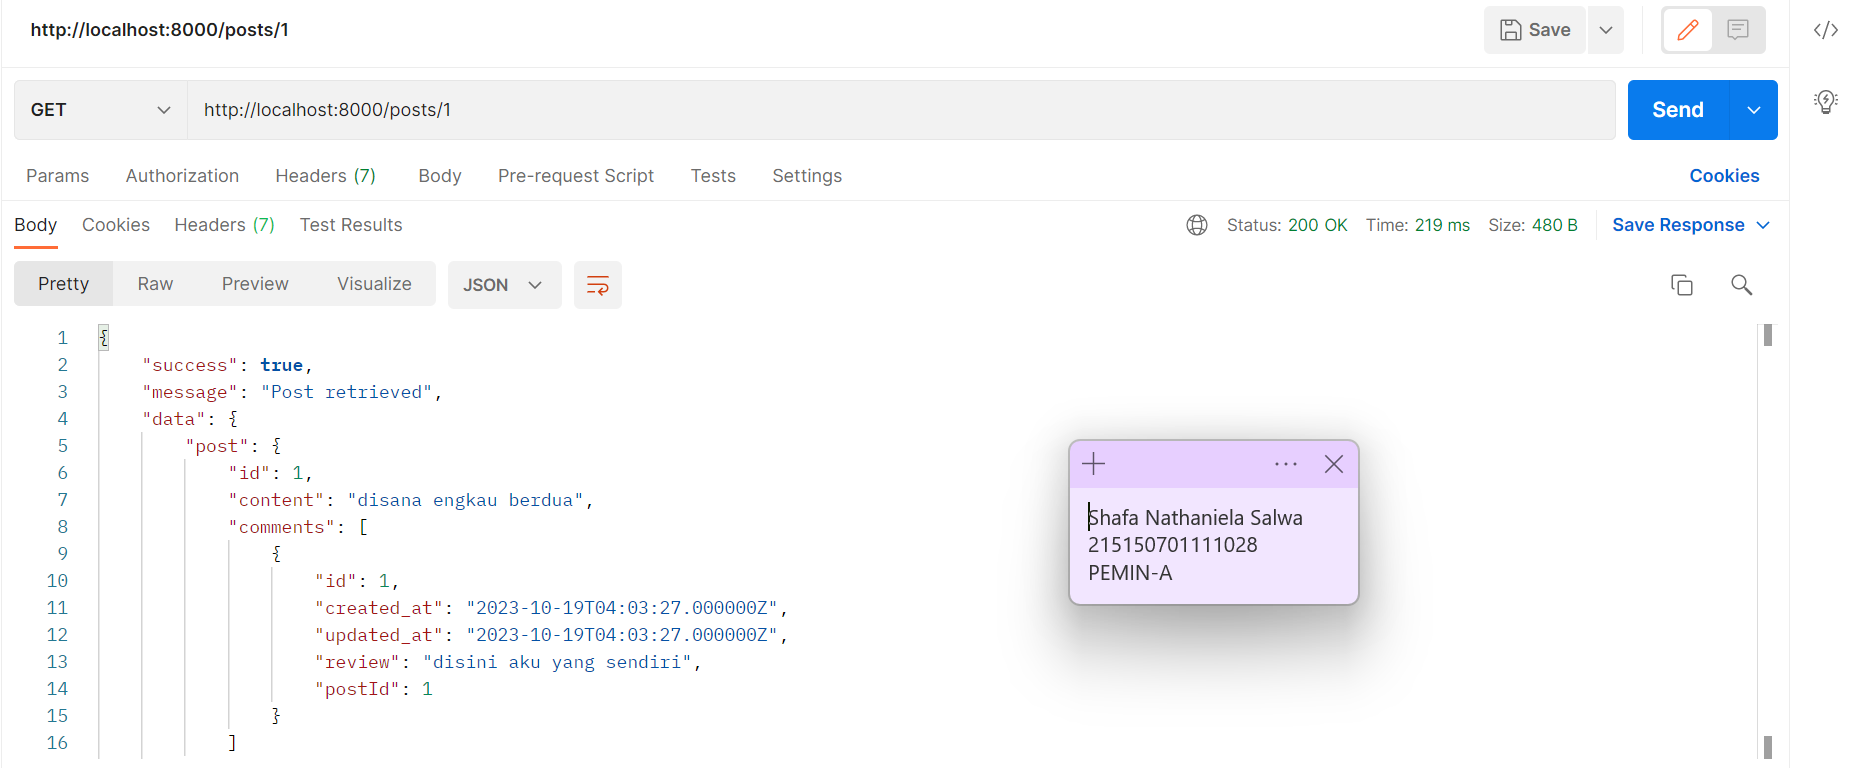 http://localhost:8000/posts/1
Save
GET
http://localhost:8000/posts/1
Send
Params Authorization Headers (7) Body Pre-request Script Tests Settings Cookies
Body Cookies Headers (7) Test Results Status: 200 OK Time: 219 ms Size: 480 B Save Response
Pretty Raw Preview Visualize JSON
1 {
2 "success": true,
3 "message": "Post retrieved",
4 "data": {
5 "post": {
6 "id": 1,
7 "content": "disana engkau berdua",
8 "comments": [
9 {
10 "id": 1,
11 "created_at": "2023-10-19T04:03:27.000000Z",
12 "updated_at": "2023-10-19T04:03:27.000000Z",
13 "review": "disini aku yang sendiri",
14 "postId": 1
15 }
16 ]
Shafa Nathaniela Salwa
215150701111028
PEMIN-A